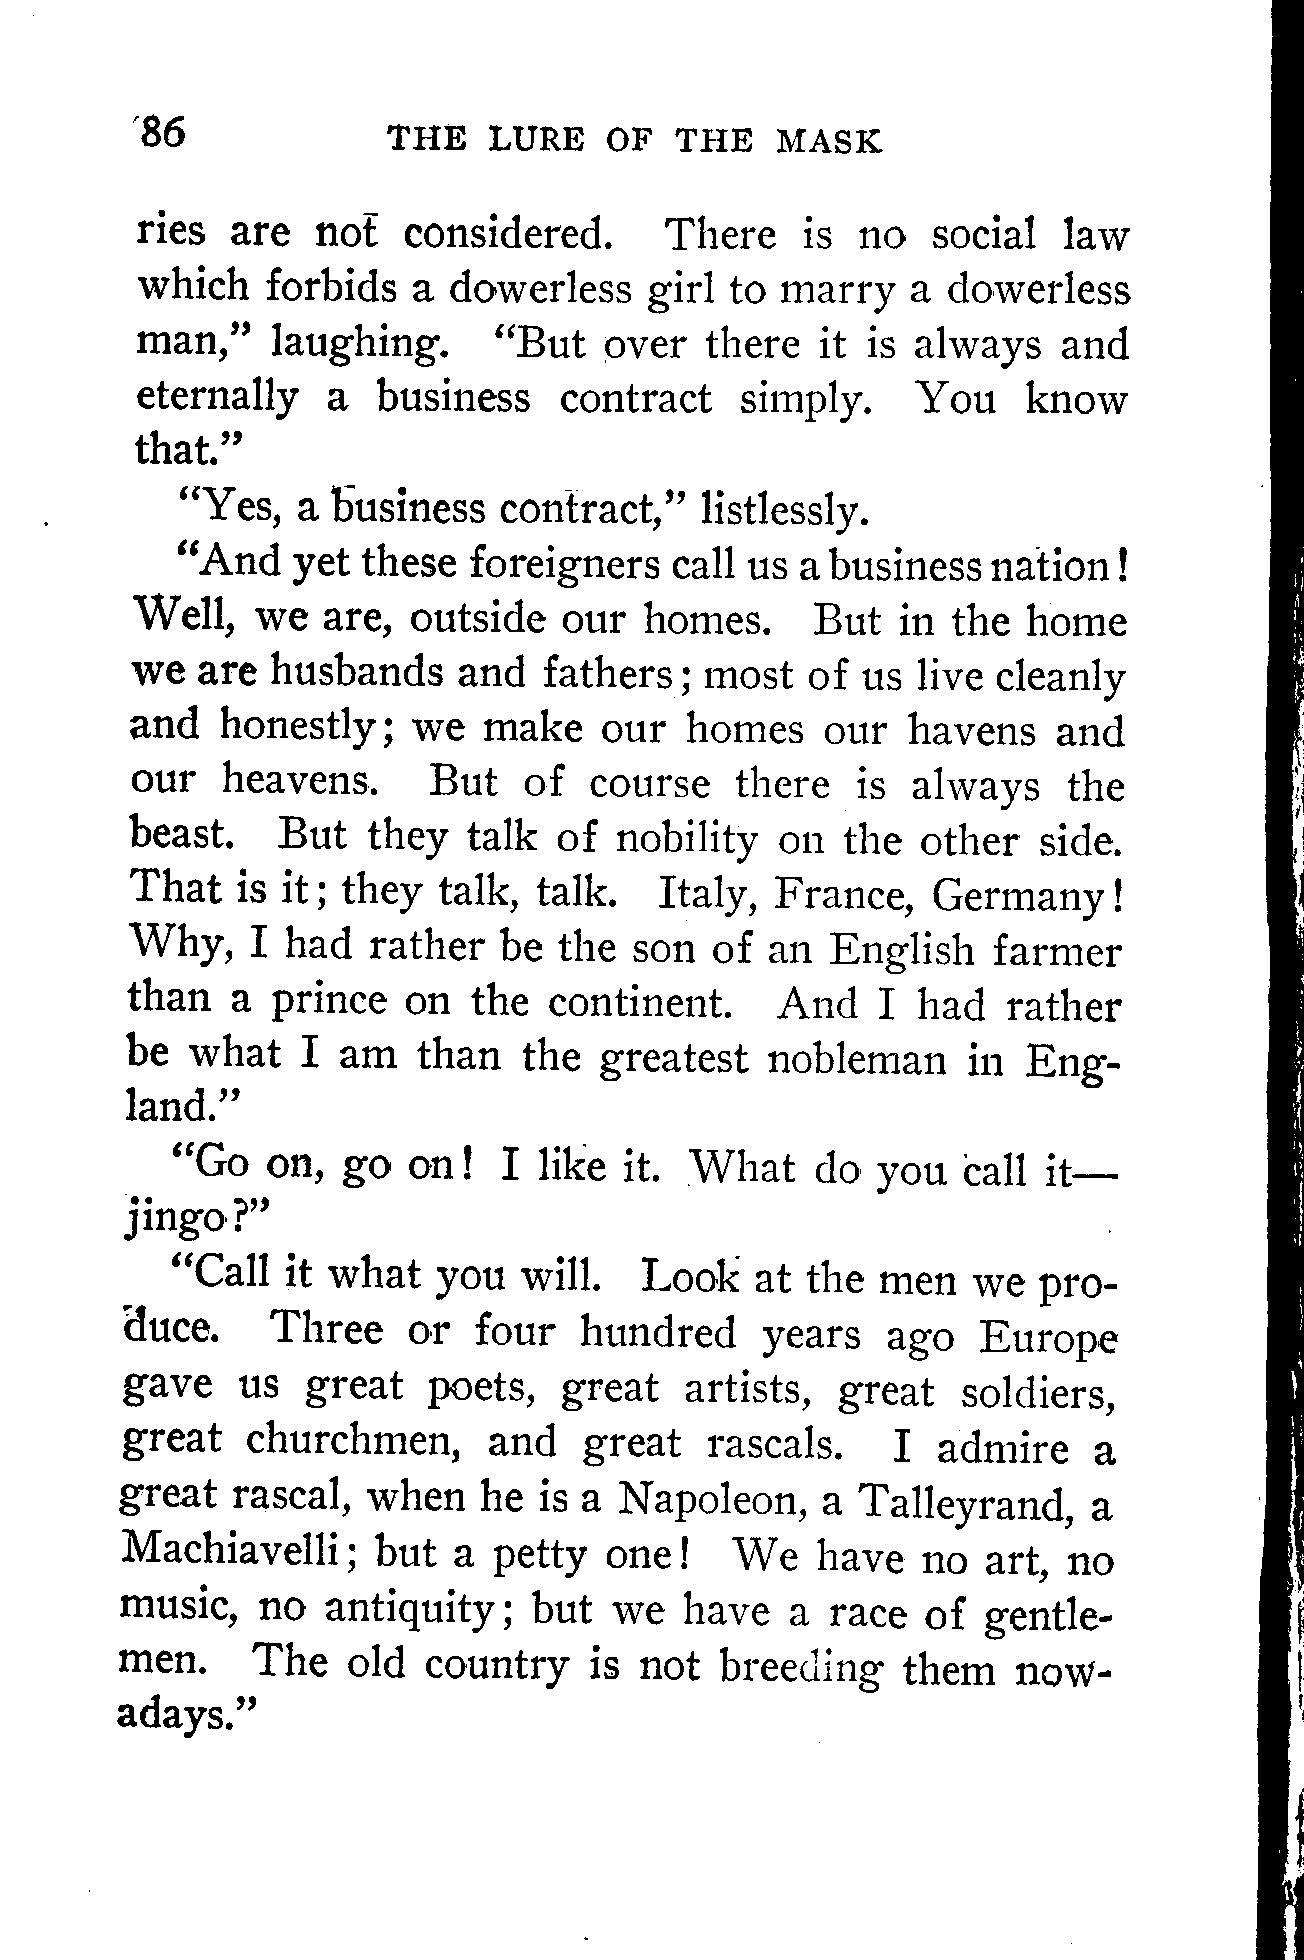 86 THE LURE OF THE MASK
ries are not considered. There is no social law
which forbids a dowerless girl to marry a dowerless
man," laughing. "But over there it is always and
eternally a business contract simply. You know
that."
"Yes, a business contract," listlessly.
"And yet these foreigners call us a business nation!
Well, we are, outside our homes. But in the home
we are husbands and fathers; most of us live cleanly
and honestly; we make our homes our havens and
our heavens. But of course there is always the
beast. But they talk of nobility on the other side.
That is it; they talk, talk. Italy, France, Germany!
Why, I had rather be the son of an English farmer
than a prince on the continent. And I had rather
be what I am than the greatest nobleman in Eng-
land."
"Go on, go on! I like it. What do you call it—
jingo?"
"Call it what you will. Look at the men we pro-
duce. Three or four hundred years ago Europe
gave us great poets, great artists, great soldiers,
great churchmen, and great rascals. I admire a
great rascal, when he is a Napoleon, a Talleyrand, a
Machiavelli; but a petty one! We have no art, no
music, no antiquity; but we have a race of gentle-
men. The old country is not breeding them now-
adays."